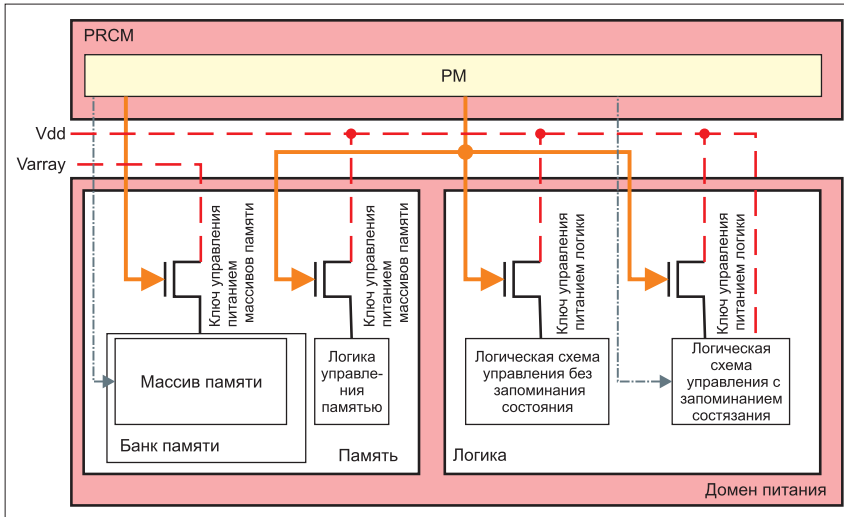 PRCM
PM
Vdd
Varray
Ключ управления
питанием
массивов памяти
Ключ управления
питанием
массивов памяти
Ключ управления
питанием логики
Ключ управления
питанием логики
Массив памяти
Банк памяти
Логика
управле-
ния
памятью
Память
Логическая схема
управления без
запоминания
состояния
Логическая
схема
управления с
запоминанием
состязания
Логика
Домен питания